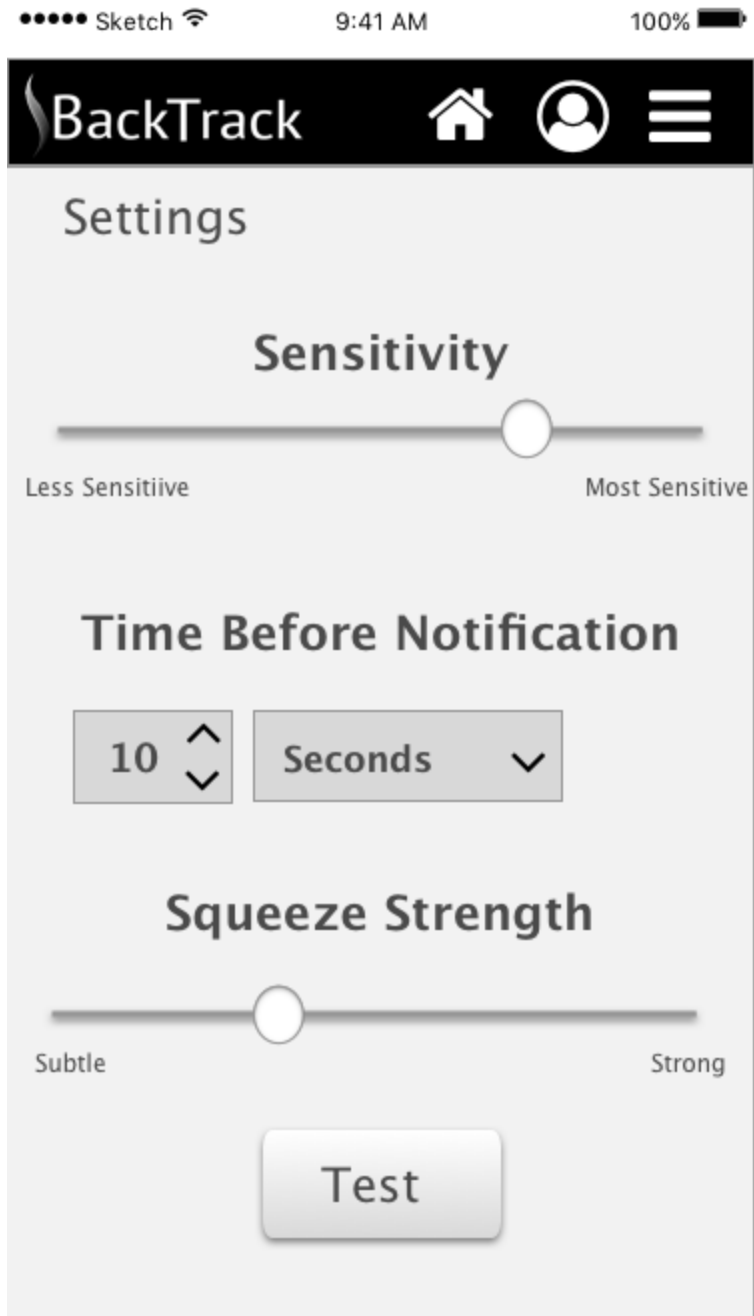 Sketch 9:41 AM 100%
BackTrack
Settings
Sensitivity
Less Sensitiive Most Sensitive
Time Before Notification
10 Seconds
Squeeze Strength
Subtle Strong
Test